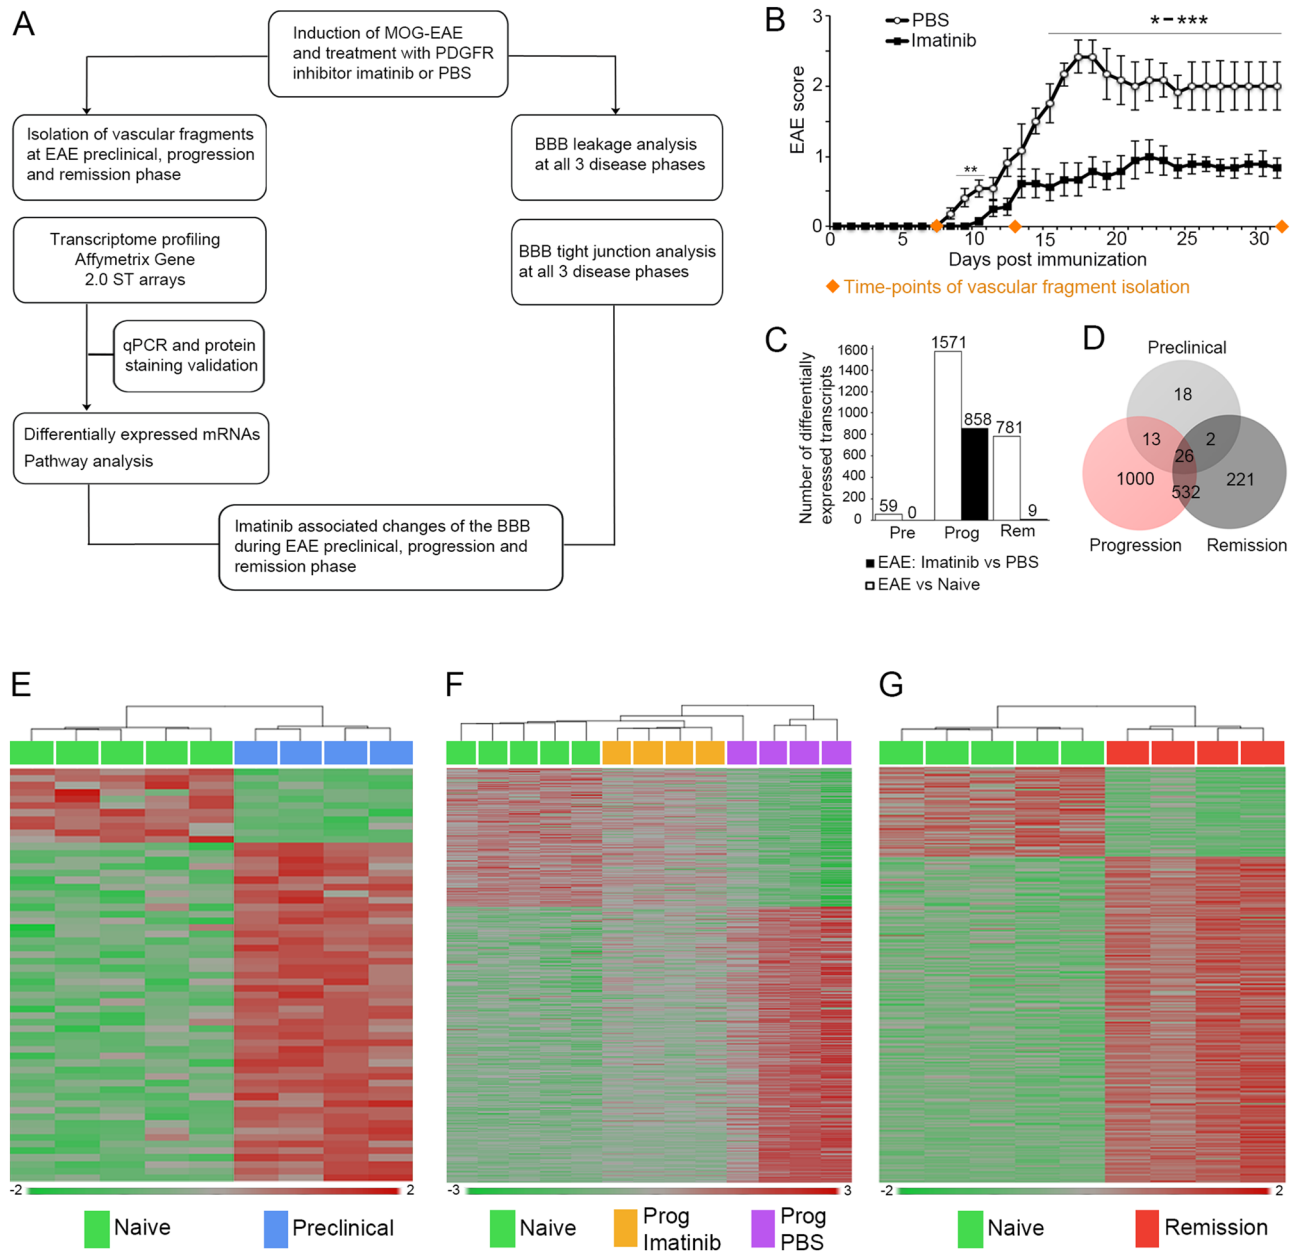 A
Induction of MOG-EAE
and treatment with PDGFR
inhibitor imatinib or PBS
Isolation of vascular fragments
at EAE preclinical, progression
and remission phase
BBB leakage analysis
at all 3 disease phases
Transcriptome profiling
Affymetrix Gene
2.0 ST arrays
BBB tight junction analysis
at all 3 disease phases
qPCR and protein
staining validation
Differentially expressed mRNAs
Pathway analysis
Imatinib associated changes of the BBB
during EAE preclinical, progression and
remission phase
B
PBS
Imatinib
*-***
**
EAE score
3
2
1
0
0 5 10 15 20 25 30
Days post immunization
Time-points of vascular fragment isolation
C
Number of differentially
expressed transcripts
1600
1400
1200
1000
800
600
400
200
0
59 0 1571 858 781 9
Pre Prog Rem
EAE: Imatinib vs PBS
EAE vs Naive
D
Preclinical
18
13 2
26
1000 532 221
Progression Remission
E
-2 2
Naive Preclinical
F
-3 3
Naive
Prog
Imatinib
Prog
PBS
G
-2 2
Naive Remission